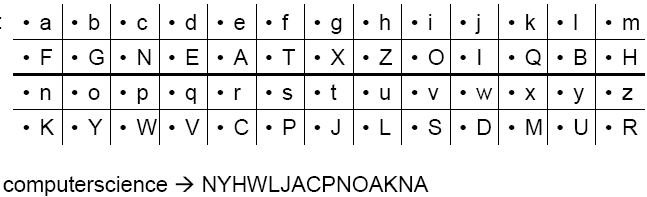 • a • b • c • d • e • f • g • h • i • j • k • l • m
• F • G • N • E • A • T • X • Z • O • I • Q • B • H
• n • o • p • q • r • s • t • u • v • w • x • y • z
• K • Y • W • V • C • P • J • L • S • D • M • U • R
computerscience → NYHWLJACPNOAKNA